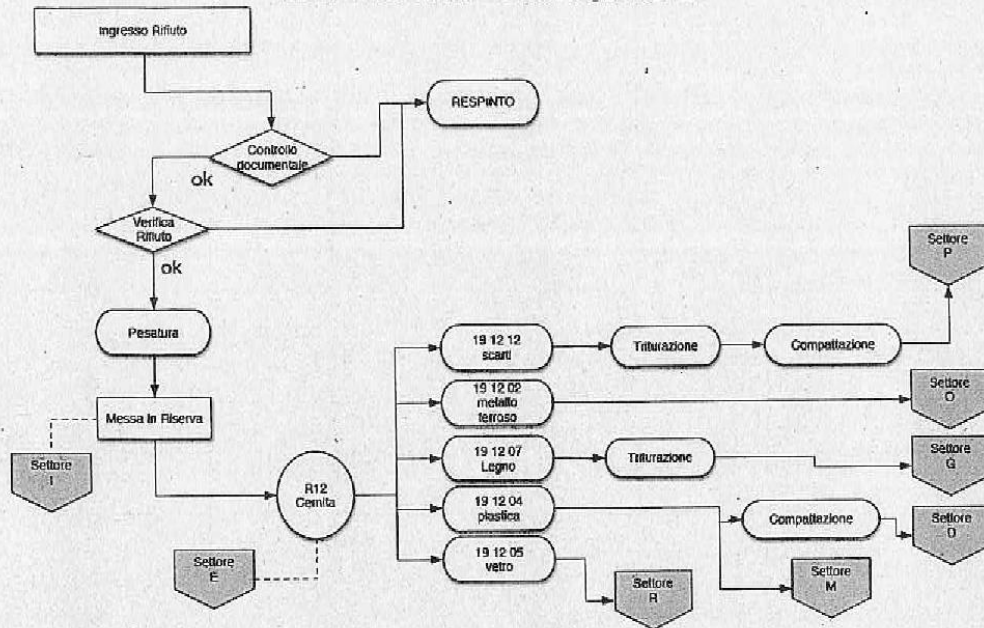 Ingresso Rifiuto
RESPINTO
Controllo
documentale
ok
Verifica
Rifiuto
ok
Settore
P
Pesatura
19 12 12
scarti
Triturazione
Compattazione
19 12 02
metallo
ferroso
Settore
O
Messa In Riserva
Settore
I
19 12 07
Legno
Triturazione
Settore
G
R12
Cernita
19 12 04
plastica
Compattazione
Settore
D
Settore
E
19 12 05
vetro
Settore
R
Settore
M